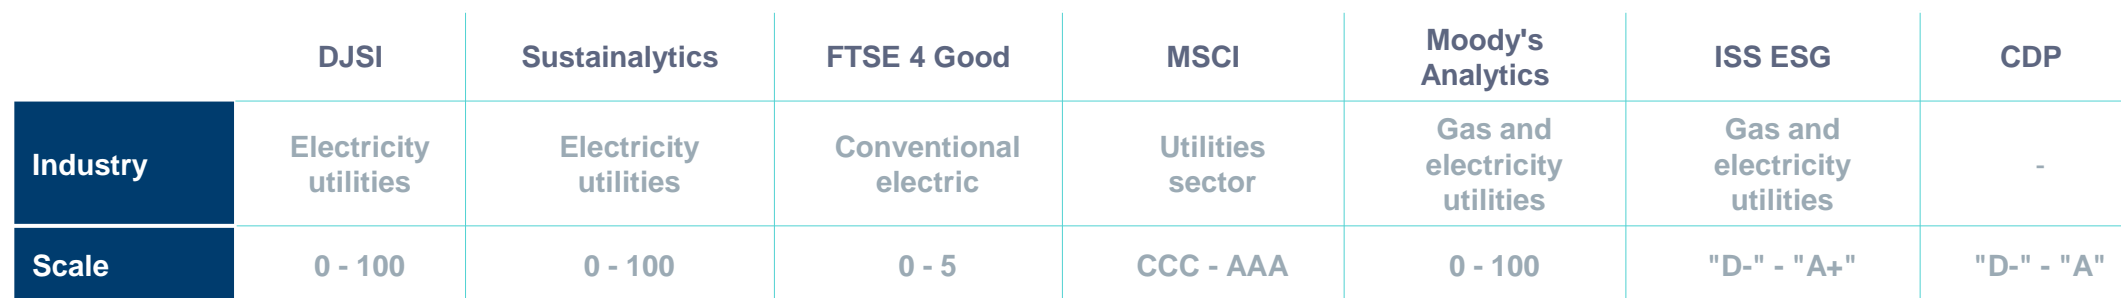 DJSI
Sustainalytics
FTSE 4 Good
MSCI
Moody's
Analytics
ISS ESG
CDP
Industry
Electricity
utilities
Electricity
utilities
Conventional
electric
Utilities
sector
Gas and
electricity
utilities
Gas and
electricity
utilities
-
Scale
0 - 100
0 - 100
0 - 5
CCC - AAA
0 - 100
"D-" - "A+"
"D-" - "A"